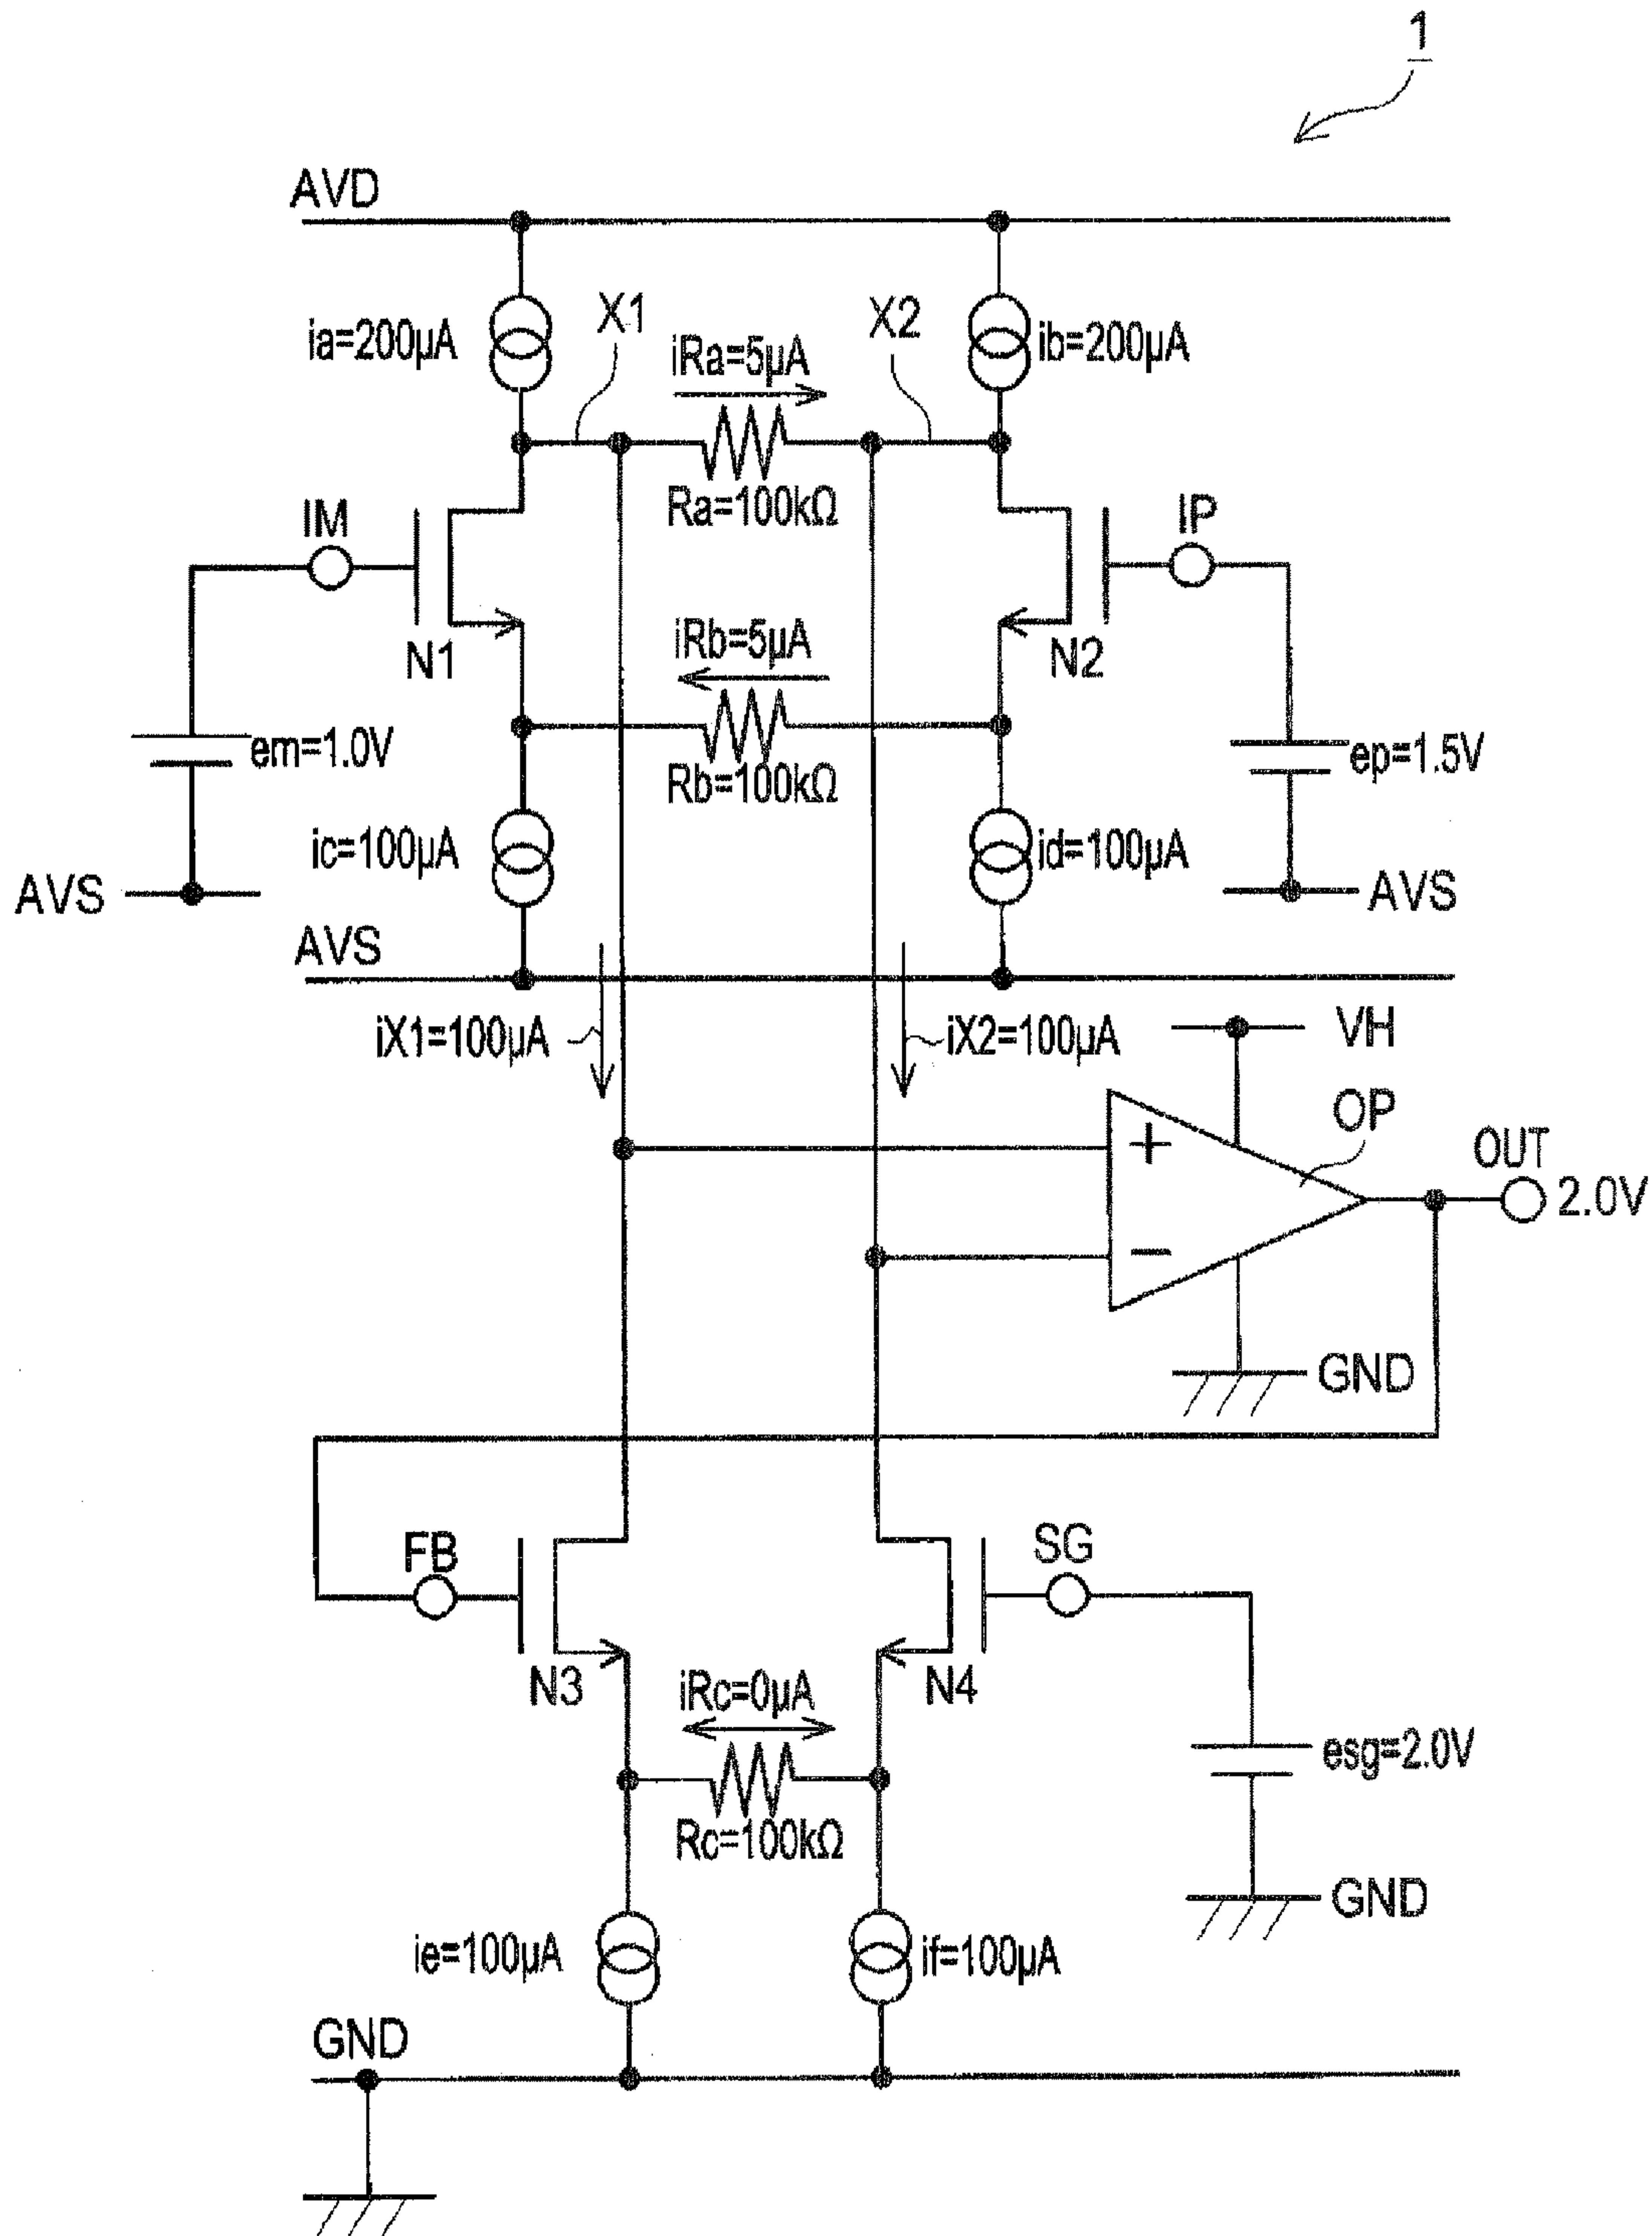 1
AVD
ia=200μA
X1
iRa=5μA
X2
ib=200μA
Ra=100kΩ
IM
IP
N1
iRb=5μA
N2
em=1.0V
Rb=100kΩ
ep=1.5V
ic=100μA
id=100μA
AVS
AVS
AVS
iX1=100μA
iX2=100μA
VH
OP
OUT
2.0V
+
−
GND
FB
SG
N3
iRc=0μA
N4
esg=2.0V
Rc=100kΩ
GND
ie=100μA
if=100μA
GND